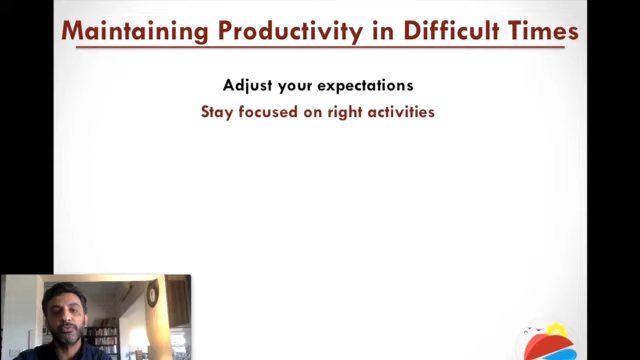 Maintaining Productivity in Difficult Times
Adjust your expectations
Stay focused on right activities